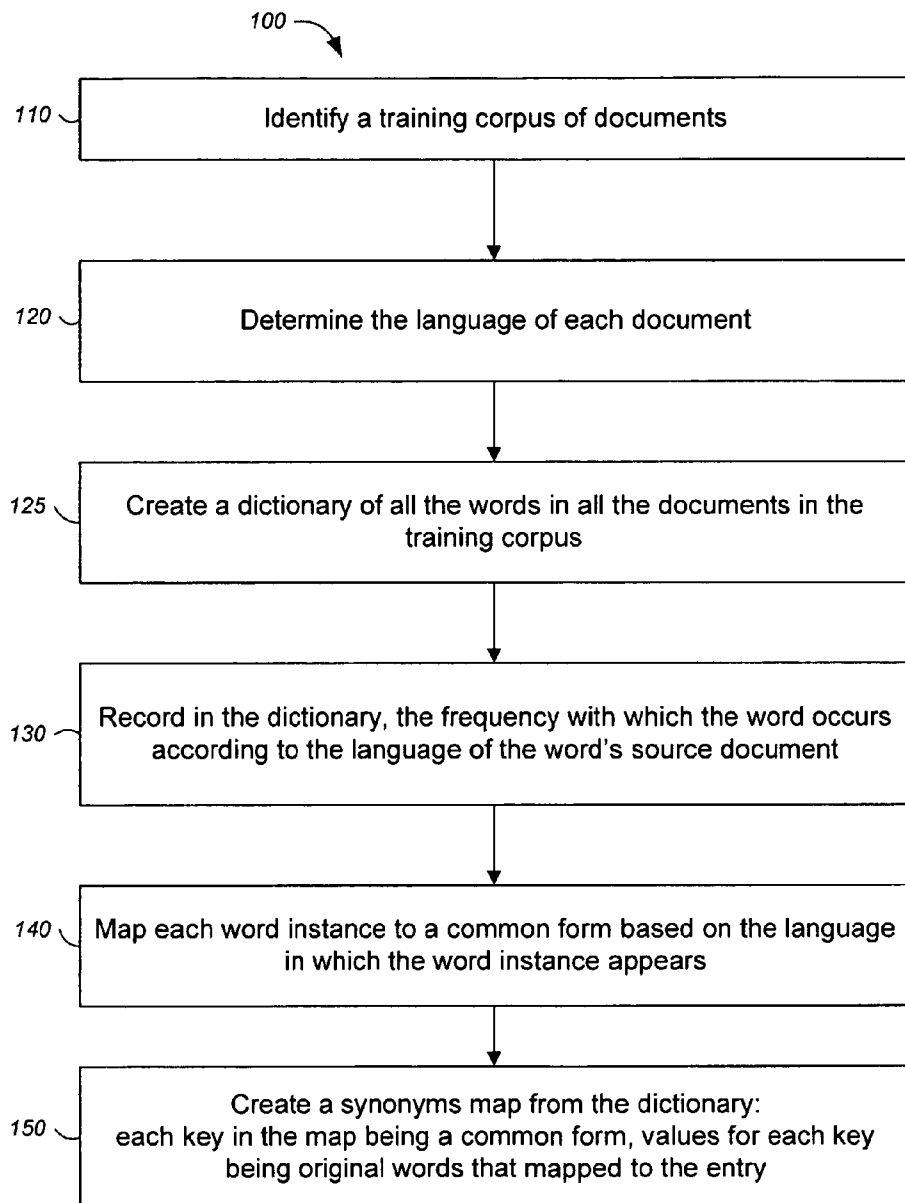 100
110
Identify a training corpus of documents
120
Determine the language of each document
125
Create a dictionary of all the words in all the documents in the
training corpus
130
Record in the dictionary, the frequency with which the word occurs
according to the language of the word's source document
140
Map each word instance to a common form based on the language
in which the word instance appears
150
Create a synonyms map from the dictionary:
each key in the map being a common form, values for each key
being original words that mapped to the entry